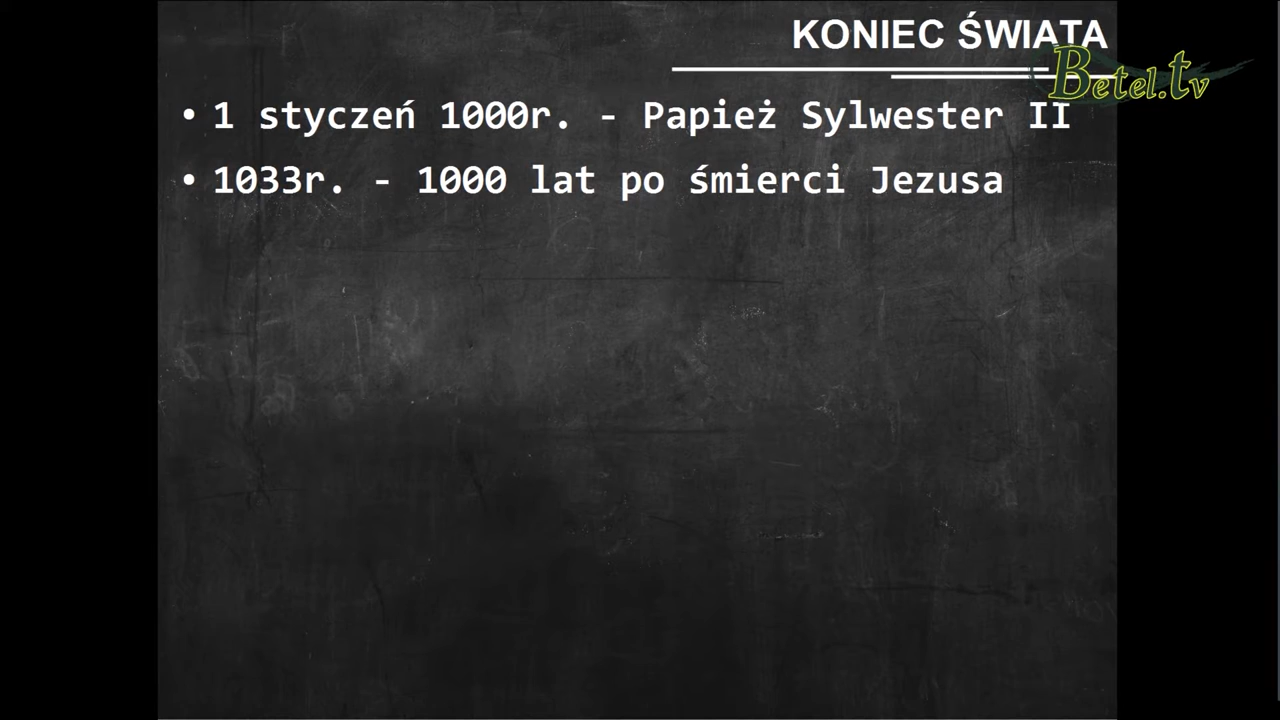 KONIEC ŚWIATA
Betel.tv
• 1 styczeń 1000r. - Papież Sylwester II
• 1033r. - 1000 lat po śmierci Jezusa